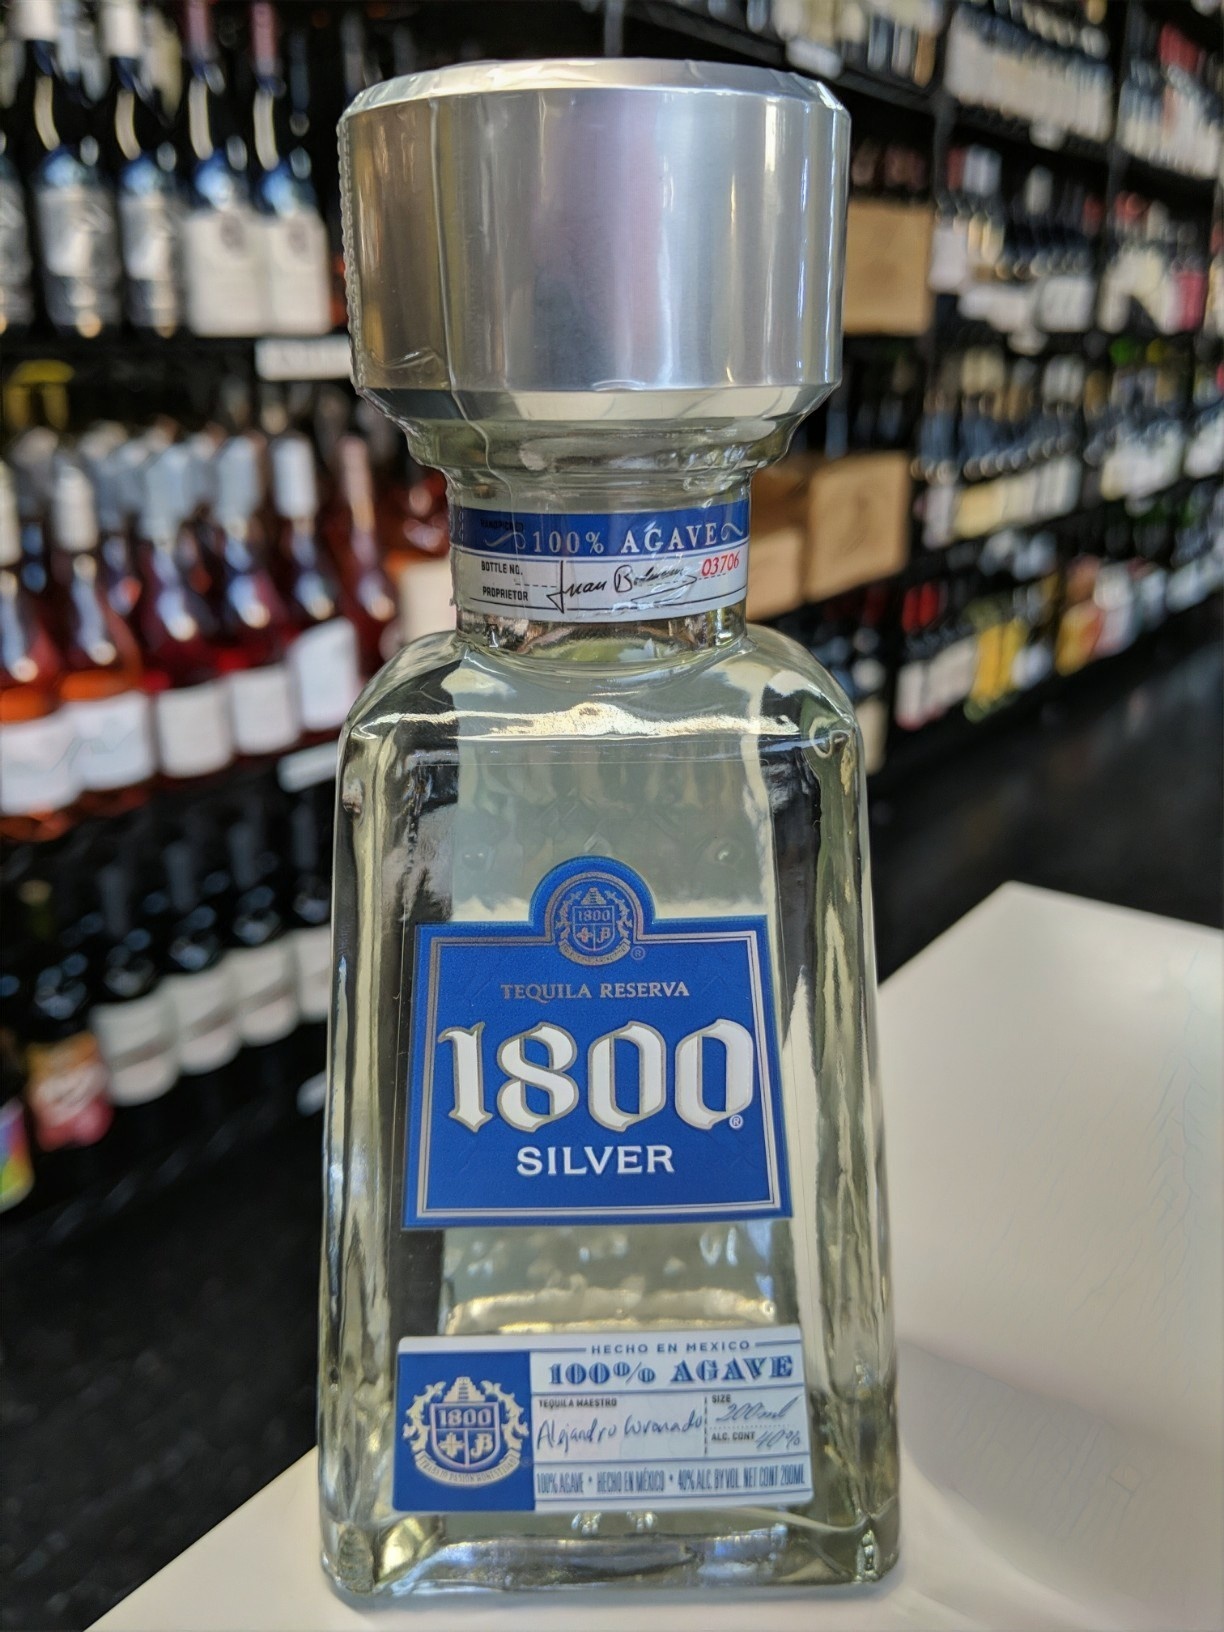 100% AGAVE
BOTTLE NO.
03706
PROPRIETOR
1800
®
TEQUILA RESERVA
1800®
SILVER
HECHO EN MEXICO
100% AGAVE
1800
TEQUILA MAESTRO
Alejandro Coronado
SIZE
200ml
ALC. CONT
40%
100% AGAVE * HECHO EN MÉXICO * 40% ALC. BY VOL. NET CONT 200ML